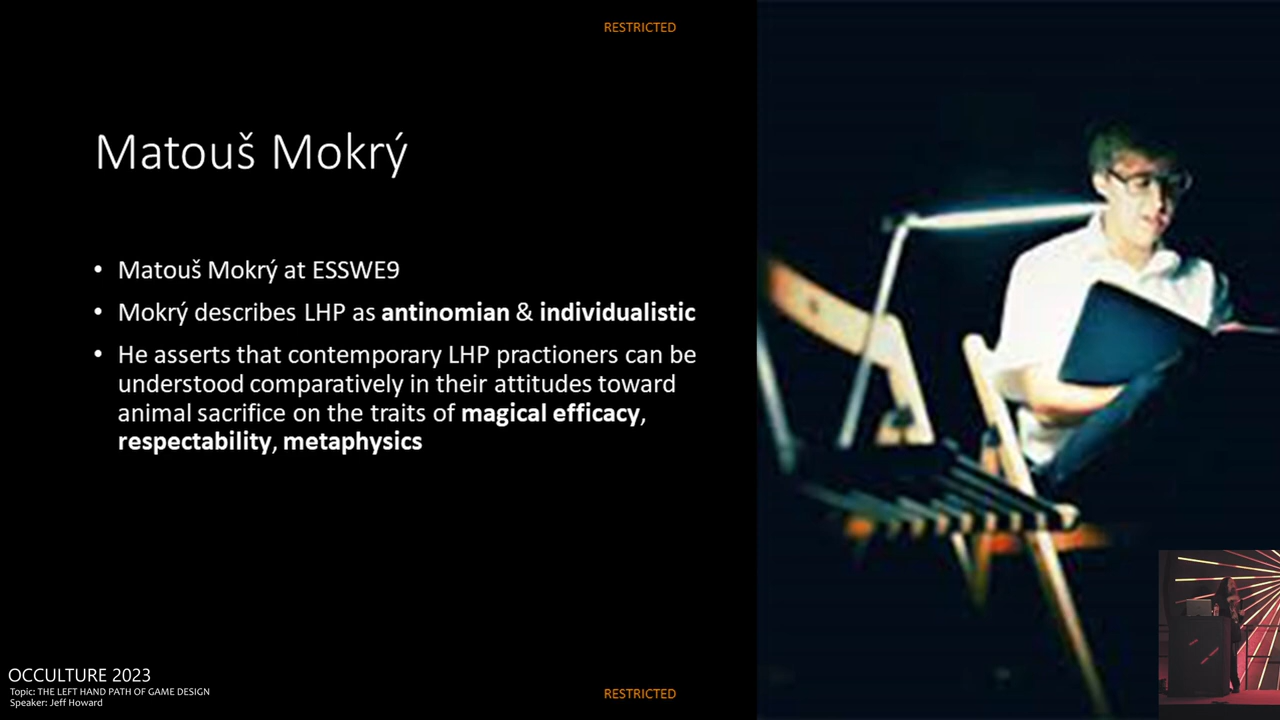 RESTRICTED
Matouš Mokrý
• Matouš Mokrý at ESSWE9
• Mokrý describes LHP as antinomian & individualistic
• He asserts that contemporary LHP practioners can be
understood comparatively in their attitudes toward
animal sacrifice on the traits of magical efficacy,
respectability, metaphysics
OCCULTURE 2023
Topic: THE LEFT HAND PATH OF GAME DESIGN
Speaker: Jeff Howard
RESTRICTED